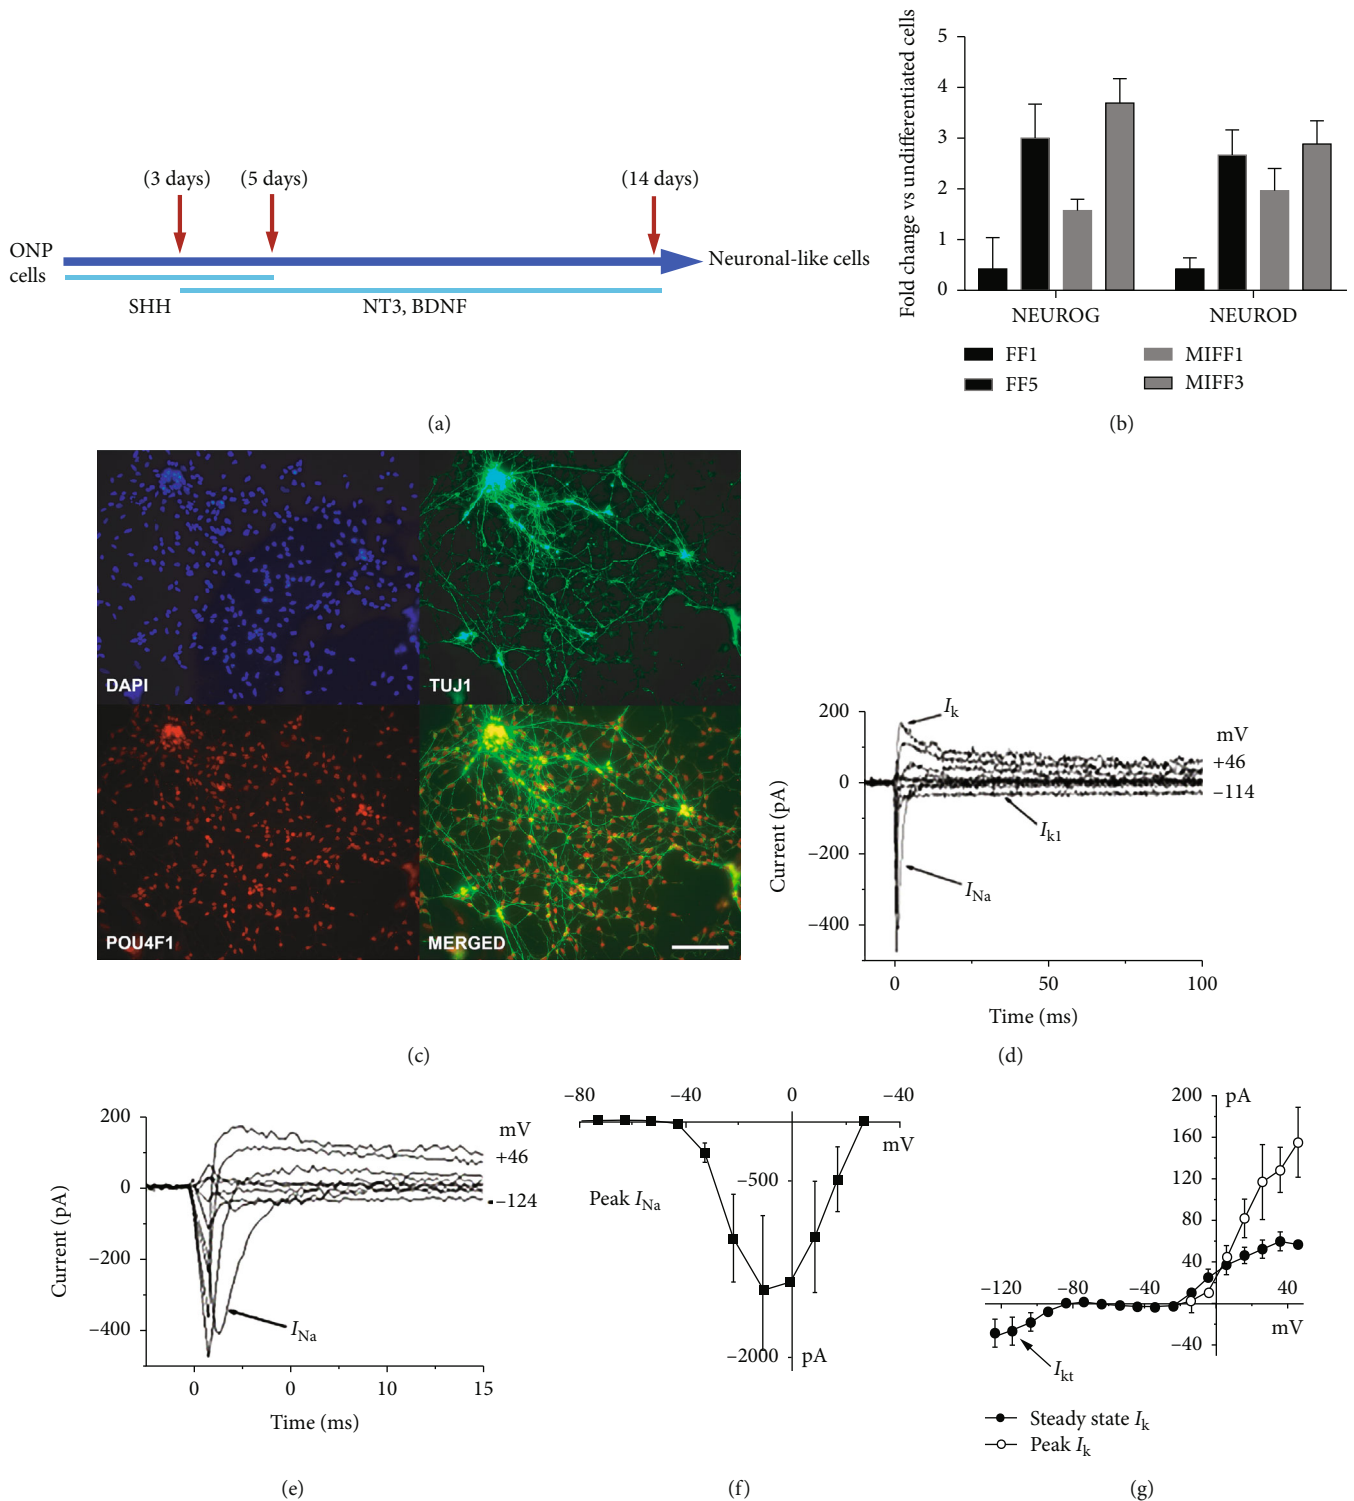 (3 days) (5 days) (14 days)
ONP
cells
Neuronal-like cells
SHH NT3, BDNF
(a)
Fold change vs undifferentiated cells
5
4
3
2
1
0
NEUROG NEUROD
FF1 MIFF1
FF5 MIFF3
(b)
DAPI TUJ1
POU4F1 MERGED
(c)
Current (pA)
200
0
−200
−400
0 50 100
Time (ms)
Ik
mV
+46
−114
Ik1
INa
(d)
Current (pA)
200
0
−200
−400
0 0 15
Time (ms)
mV
+46
−124
INa
(e)
−80 −40 0 −40
mV
−500
Peak INa
−2000 pA
(f)
200 pA
160
120
80
40
−120 −80 −40 0 40
mV
−40
Ikt
Steady state Ik
Peak Ik
(g)